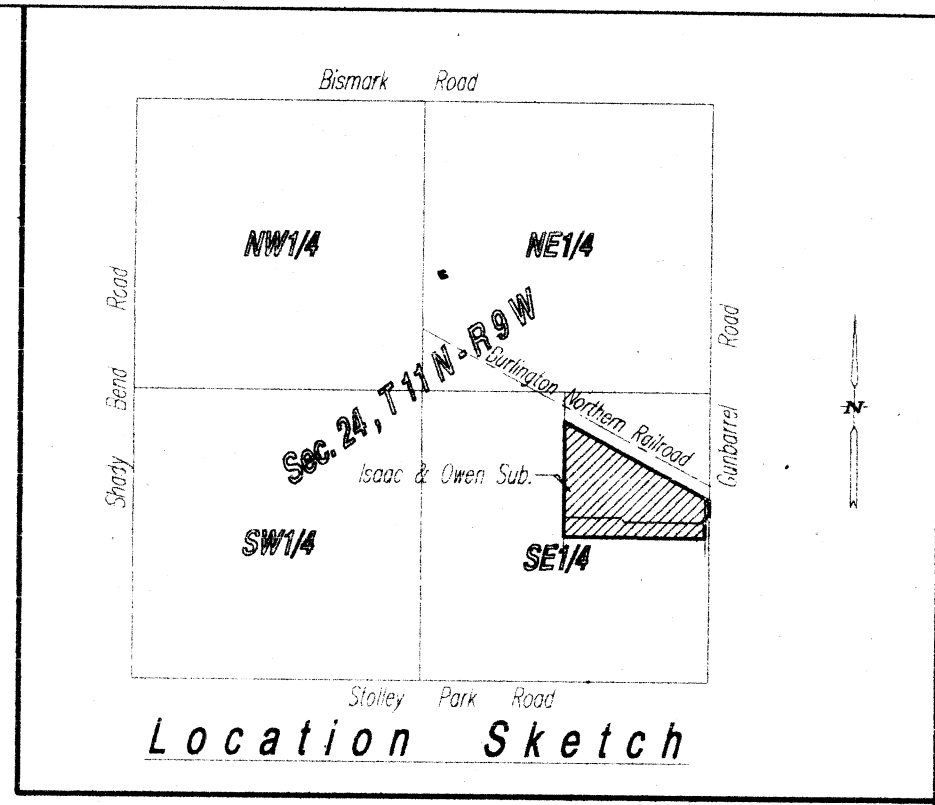 Bismark Road
NW1/4
NE1/4
Shady Bend Road
Gunbarrel Road
Sec. 24, T 11 N - R 9 W
Burlington Northern Railroad
N
Isaac & Owen Sub.
SW1/4
SE1/4
Stolley Park Road
Location Sketch